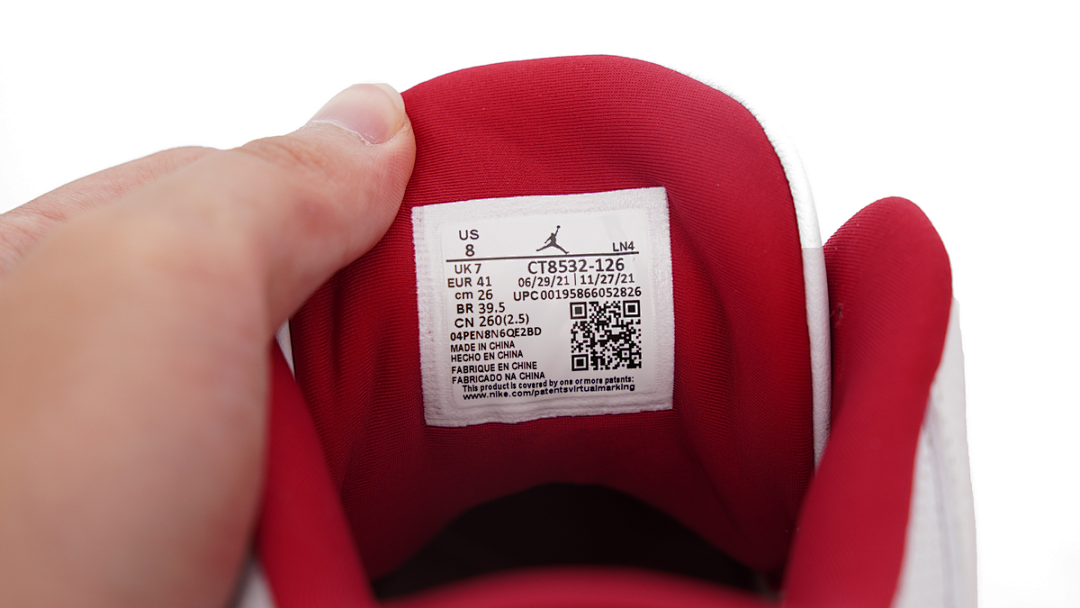 US
8
LN4
UK 7
CT8532-126
EUR 41
06/29/21 | 11/27/21
cm 26
UPC 00195866052826
BR 39.5
CN 260(2.5)
04PEN8N6QE2BD
MADE IN CHINA
HECHO EN CHINA
FABRIQUE EN CHINE
FABRICADO NA CHINA
This product is covered by one or more patents:
www.nike.com/patentsvirtualmarking